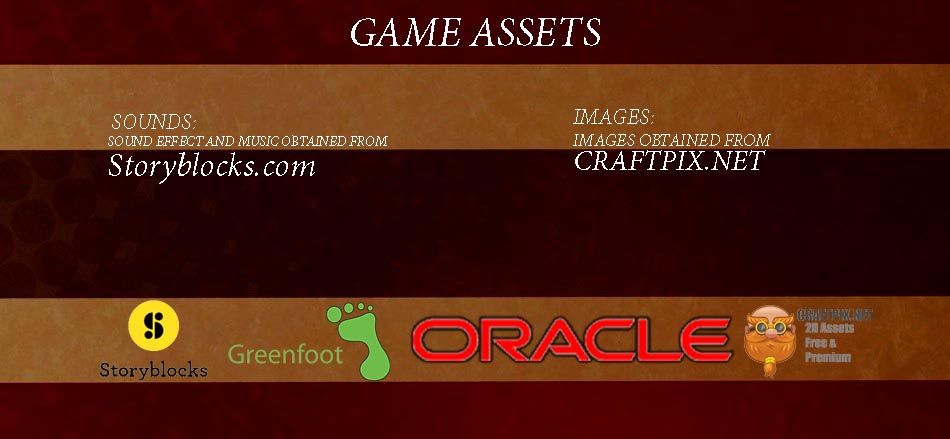 GAME ASSETS
SOUNDS:
SOUND EFFECT AND MUSIC OBTAINED FROM
Storyblocks.com
IMAGES:
IMAGES OBTAINED FROM
CRAFTPIX.NET
S
Storyblocks
Greenfoot
ORACLE
CRAFTPIX.NET
2D Assets
Free &
Premium